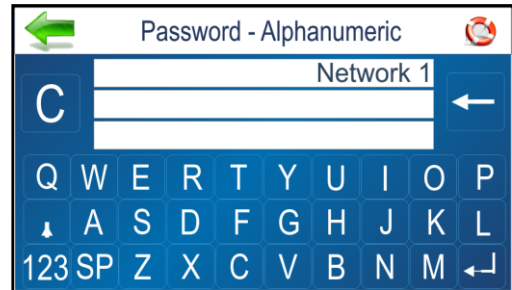 Password - Alphanumeric
Network 1
C
Q W E R T Y U I O P
A S D F G H J K L
123 SP Z X C V B N M